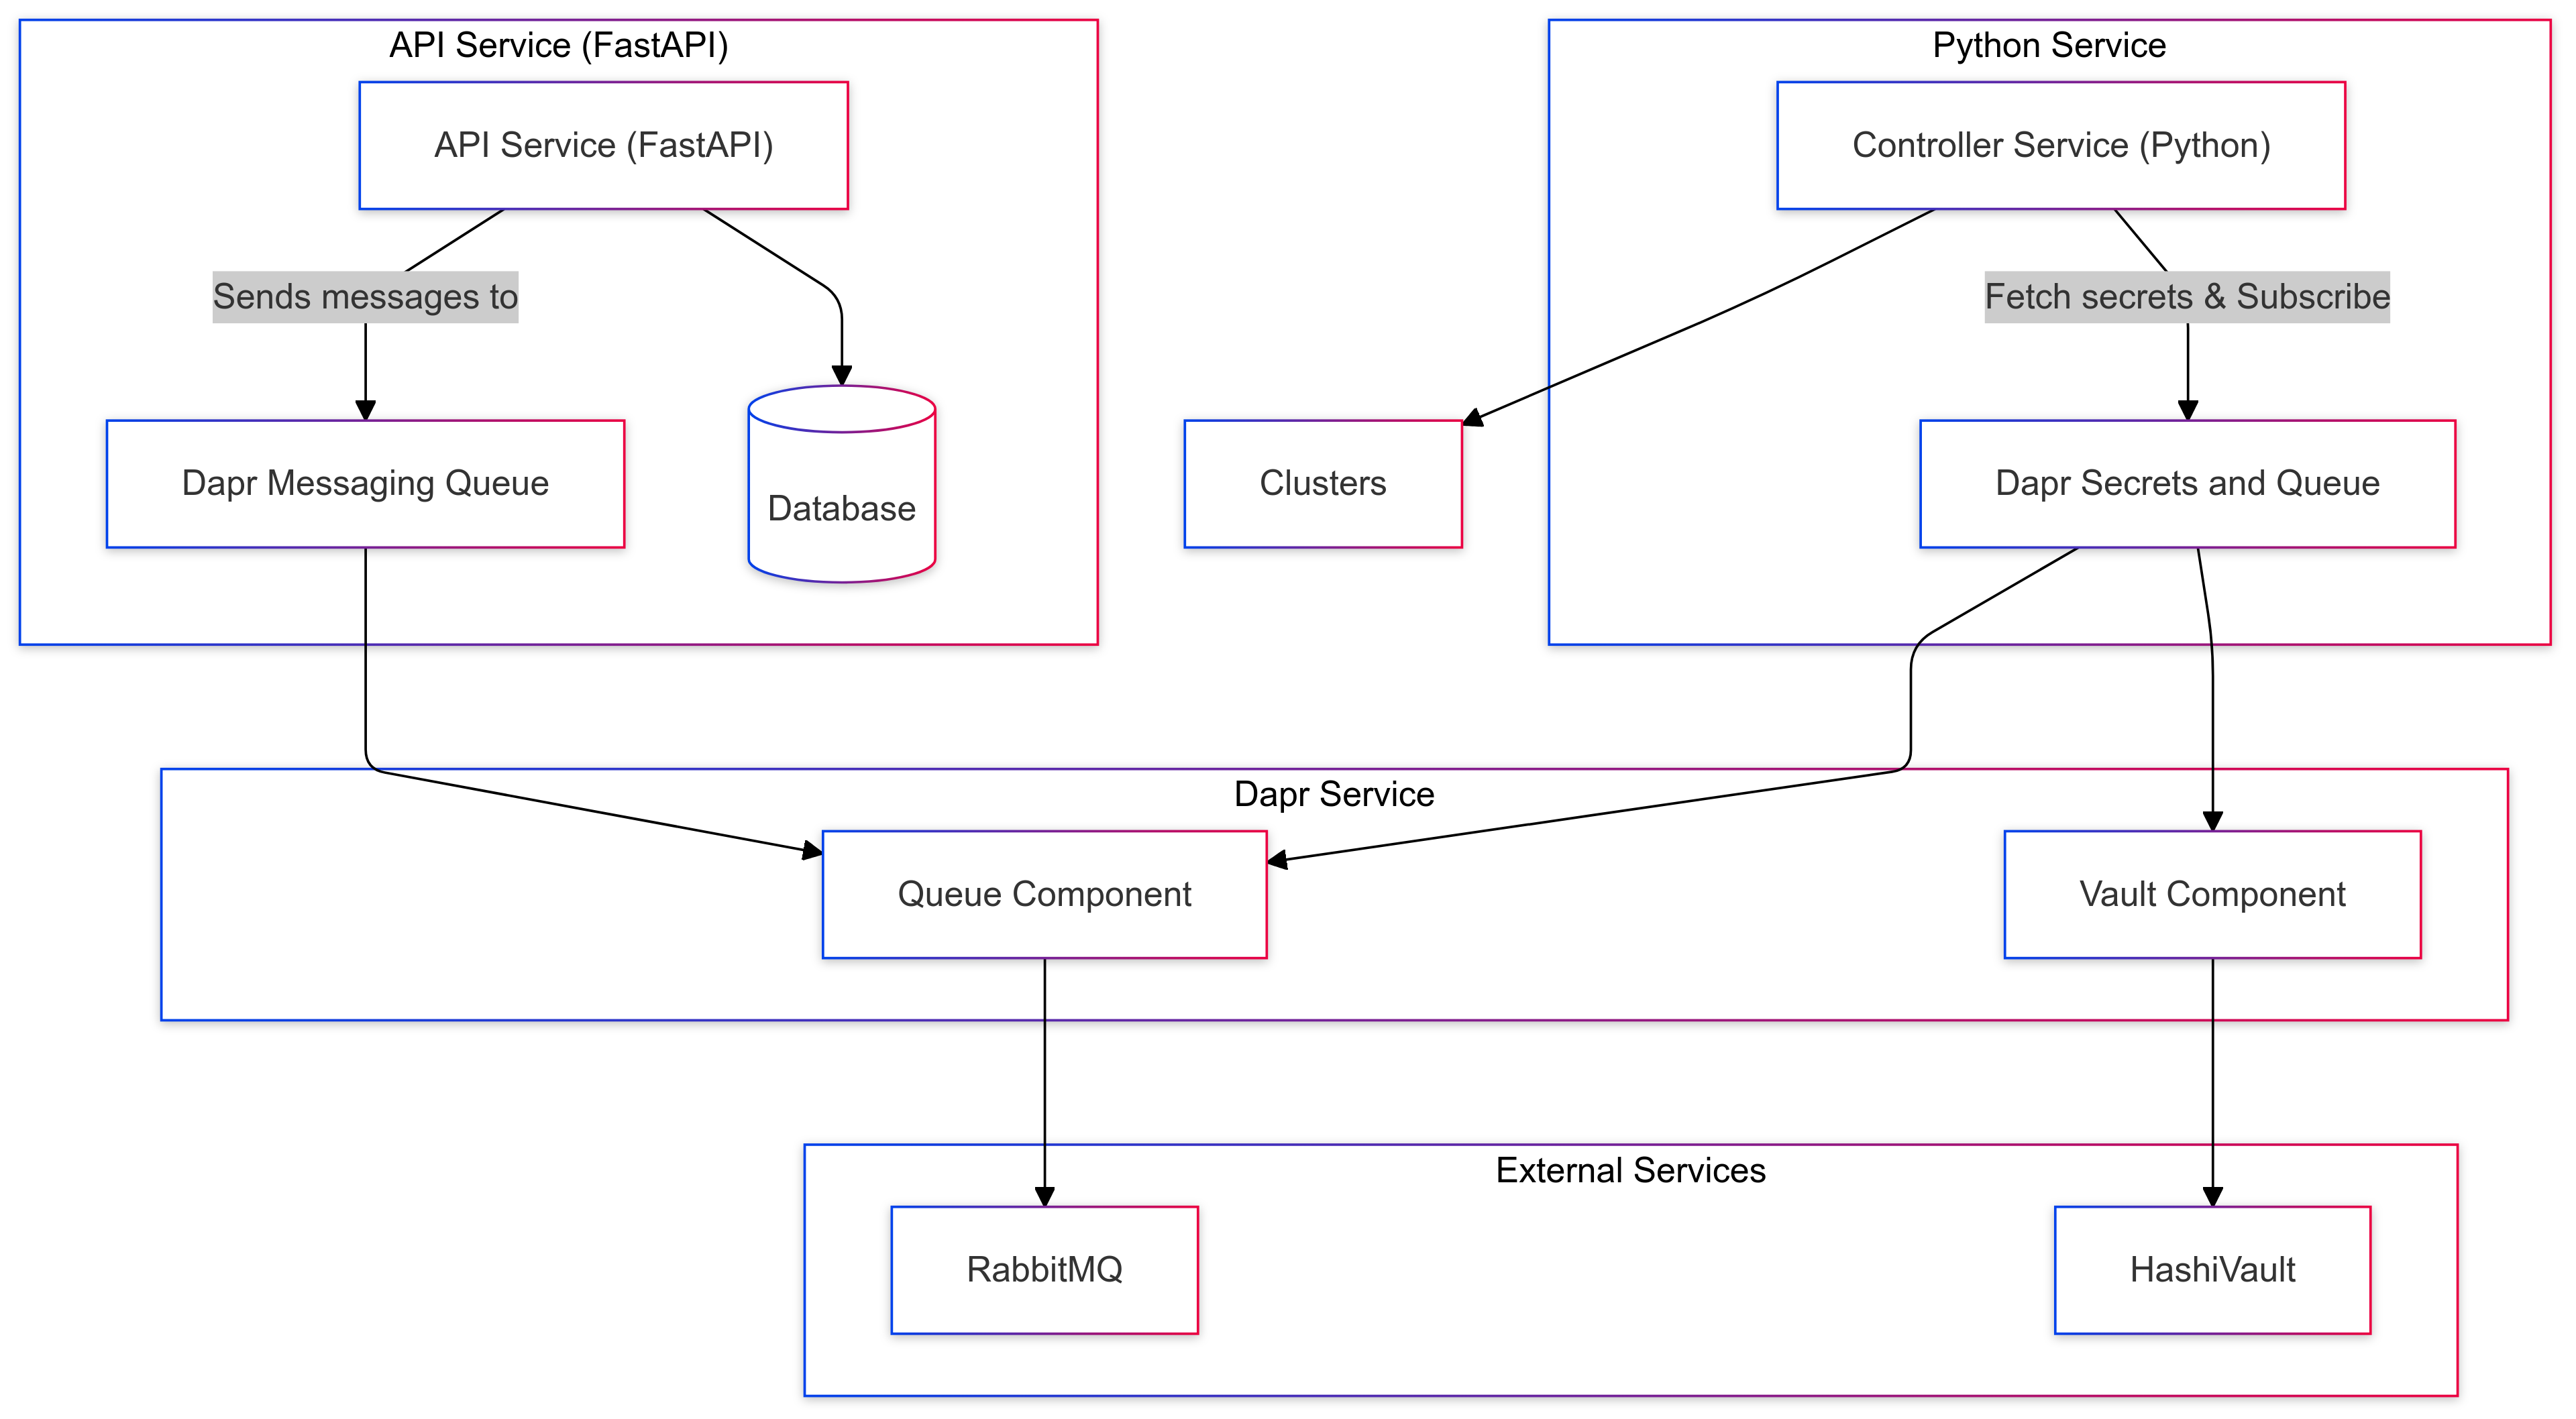 API Service (FastAPI)
Python Service
API Service (FastAPI)
Controller Service (Python)
Sends messages to
Fetch secrets & Subscribe
Dapr Messaging Queue
Database
Clusters
Dapr Secrets and Queue
Dapr Service
Queue Component
Vault Component
External Services
RabbitMQ
HashiVault